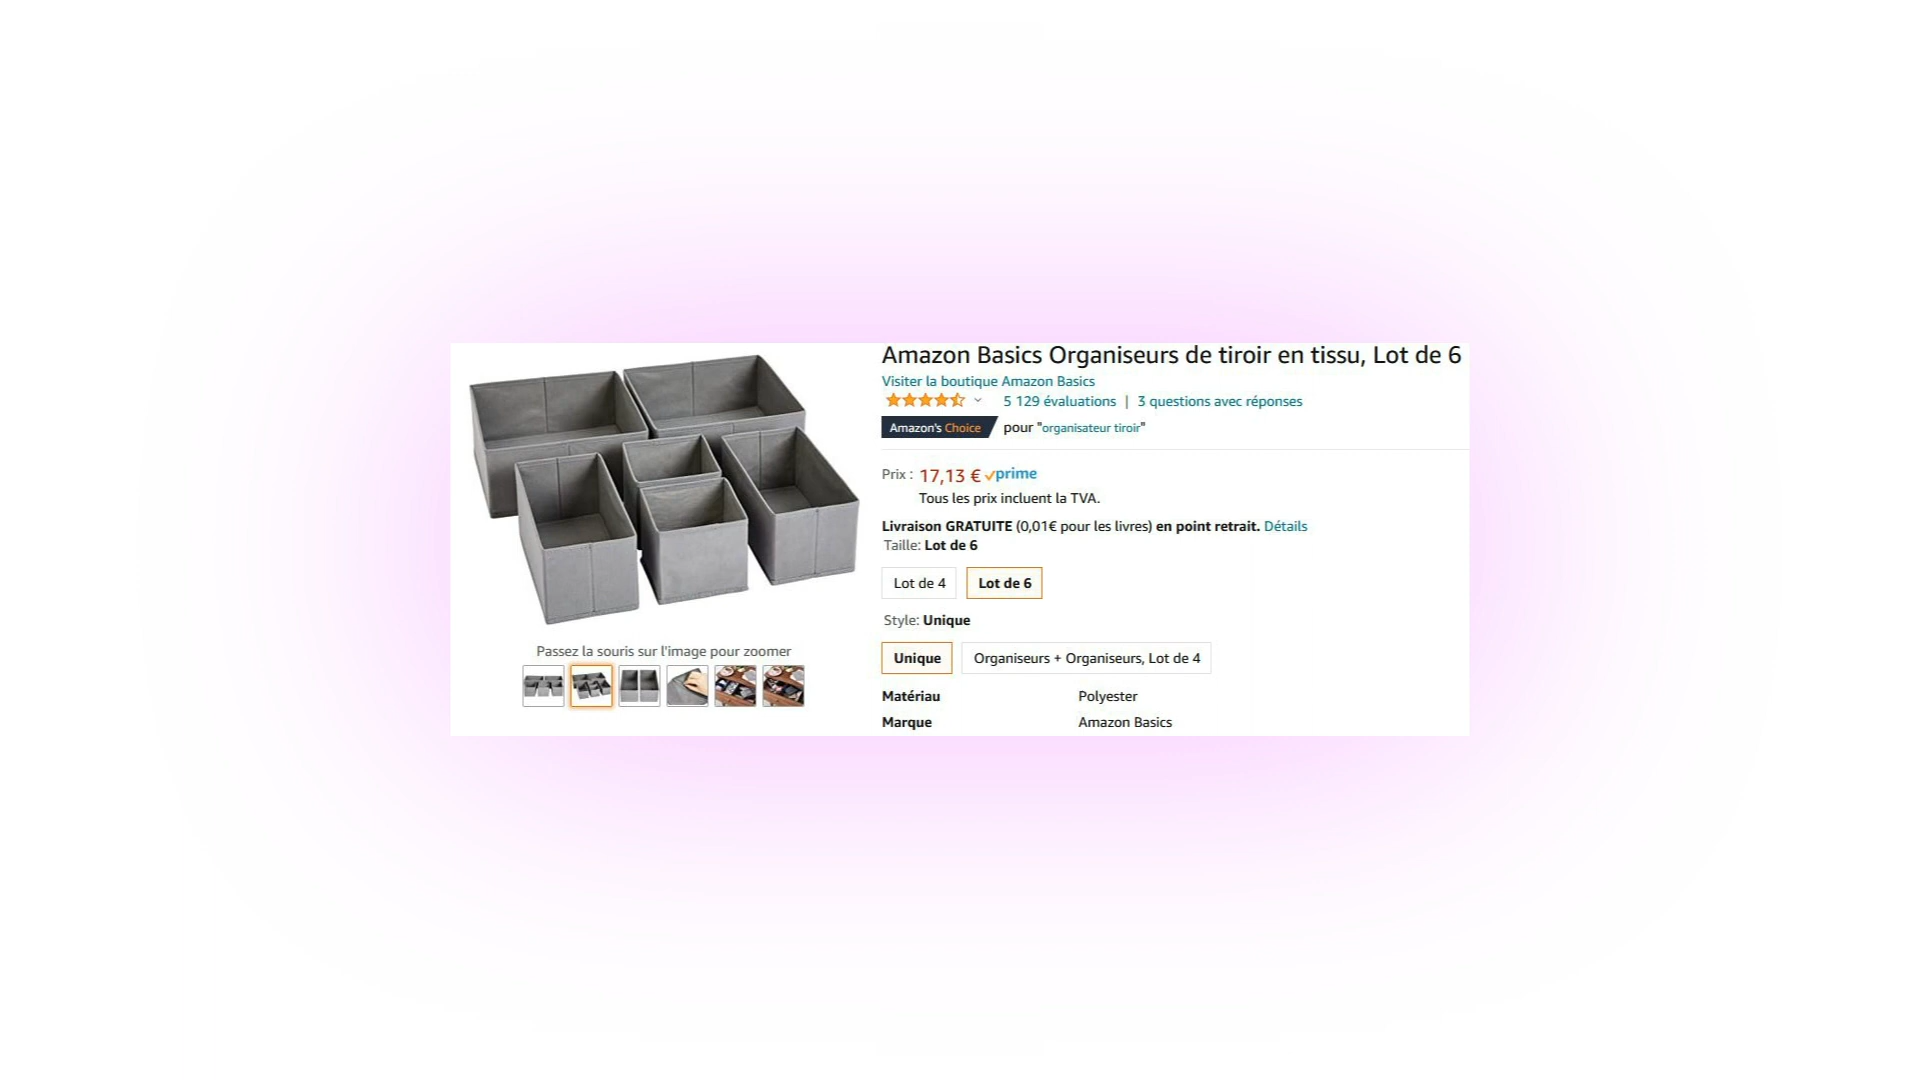 Amazon Basics Organiseurs de tiroir en tissu, Lot de 6
Visiter la boutique Amazon Basics
5 129 évaluations | 3 questions avec réponses
Amazon's Choice pour "organisateur tiroir"
Prix : 17,13 € prime
Tous les prix incluent la TVA.
Livraison GRATUITE (0,01€ pour les livres) en point retrait. Détails
Taille: Lot de 6
Lot de 4 Lot de 6
Style: Unique
Unique Organiseurs + Organiseurs, Lot de 4
Matériau Polyester
Marque Amazon Basics
Passez la souris sur l'image pour zoomer